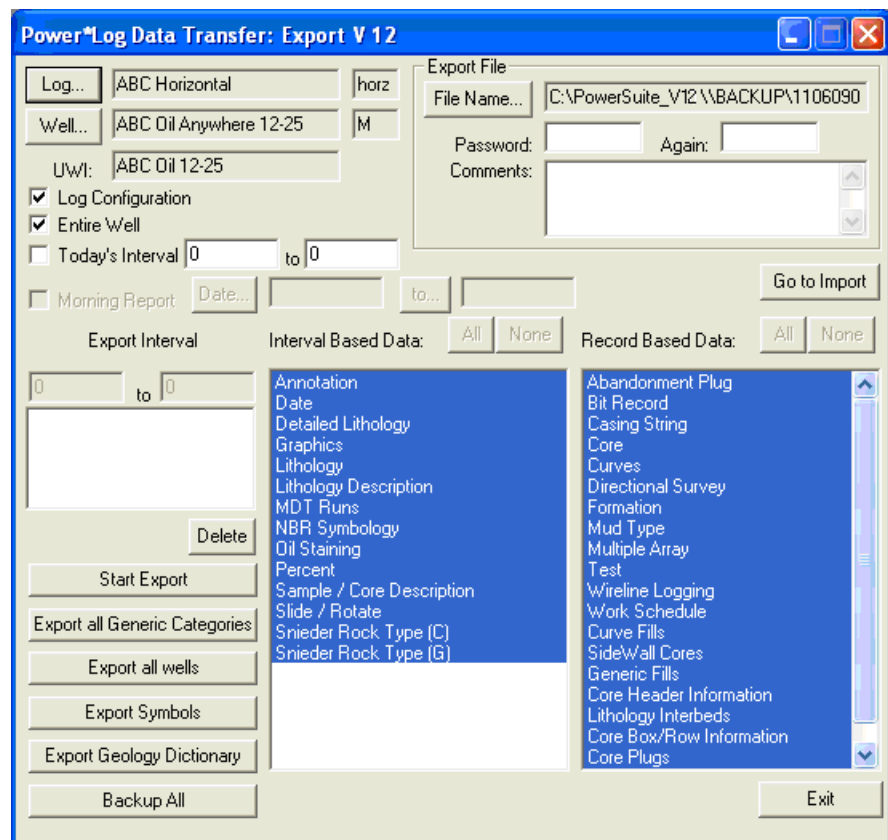 Power*Log Data Transfer: Export V 12
Log... ABC Horizontal horz
Well... ABC Oil Anywhere 12-25 M
UWI: ABC Oil 12-25
Log Configuration
Entire Well
Today's Interval 0 to 0
Morning Report Date... to...
Export File
File Name... C:\PowerSuite_V12\\BACKUP\1106090
Password: Again:
Comments:
Go to Import
Export Interval
0 to 0
Delete
Start Export
Export all Generic Categories
Export all wells
Export Symbols
Export Geology Dictionary
Backup All
Interval Based Data: All None
Annotation
Date
Detailed Lithology
Graphics
Lithology
Lithology Description
MDT Runs
NBR Symbology
Oil Staining
Percent
Sample / Core Description
Slide / Rotate
Snieder Rock Type (C)
Snieder Rock Type (G)
Record Based Data: All None
Abandonment Plug
Bit Record
Casing String
Core
Curves
Directional Survey
Formation
Mud Type
Multiple Array
Test
Wireline Logging
Work Schedule
Curve Fills
SideWall Cores
Generic Fills
Core Header Information
Lithology Interbeds
Core Box/Row Information
Core Plugs
Exit